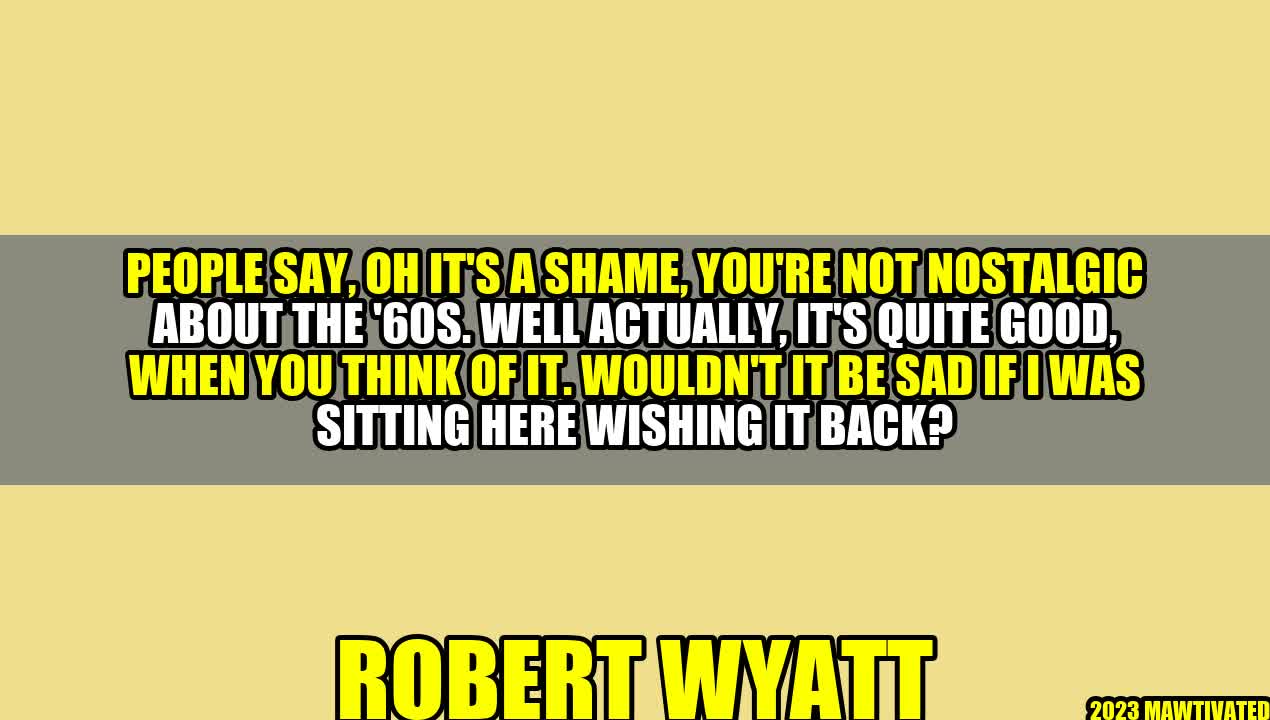 PEOPLE SAY, OH IT'S A SHAME, YOU'RE NOT NOSTALGIC
ABOUT THE '60S. WELL ACTUALLY, IT'S QUITE GOOD,
WHEN YOU THINK OF IT. WOULDN'T IT BE SAD IF I WAS
SITTING HERE WISHING IT BACK?
ROBERT WYATT
2023 MAWTIVATED